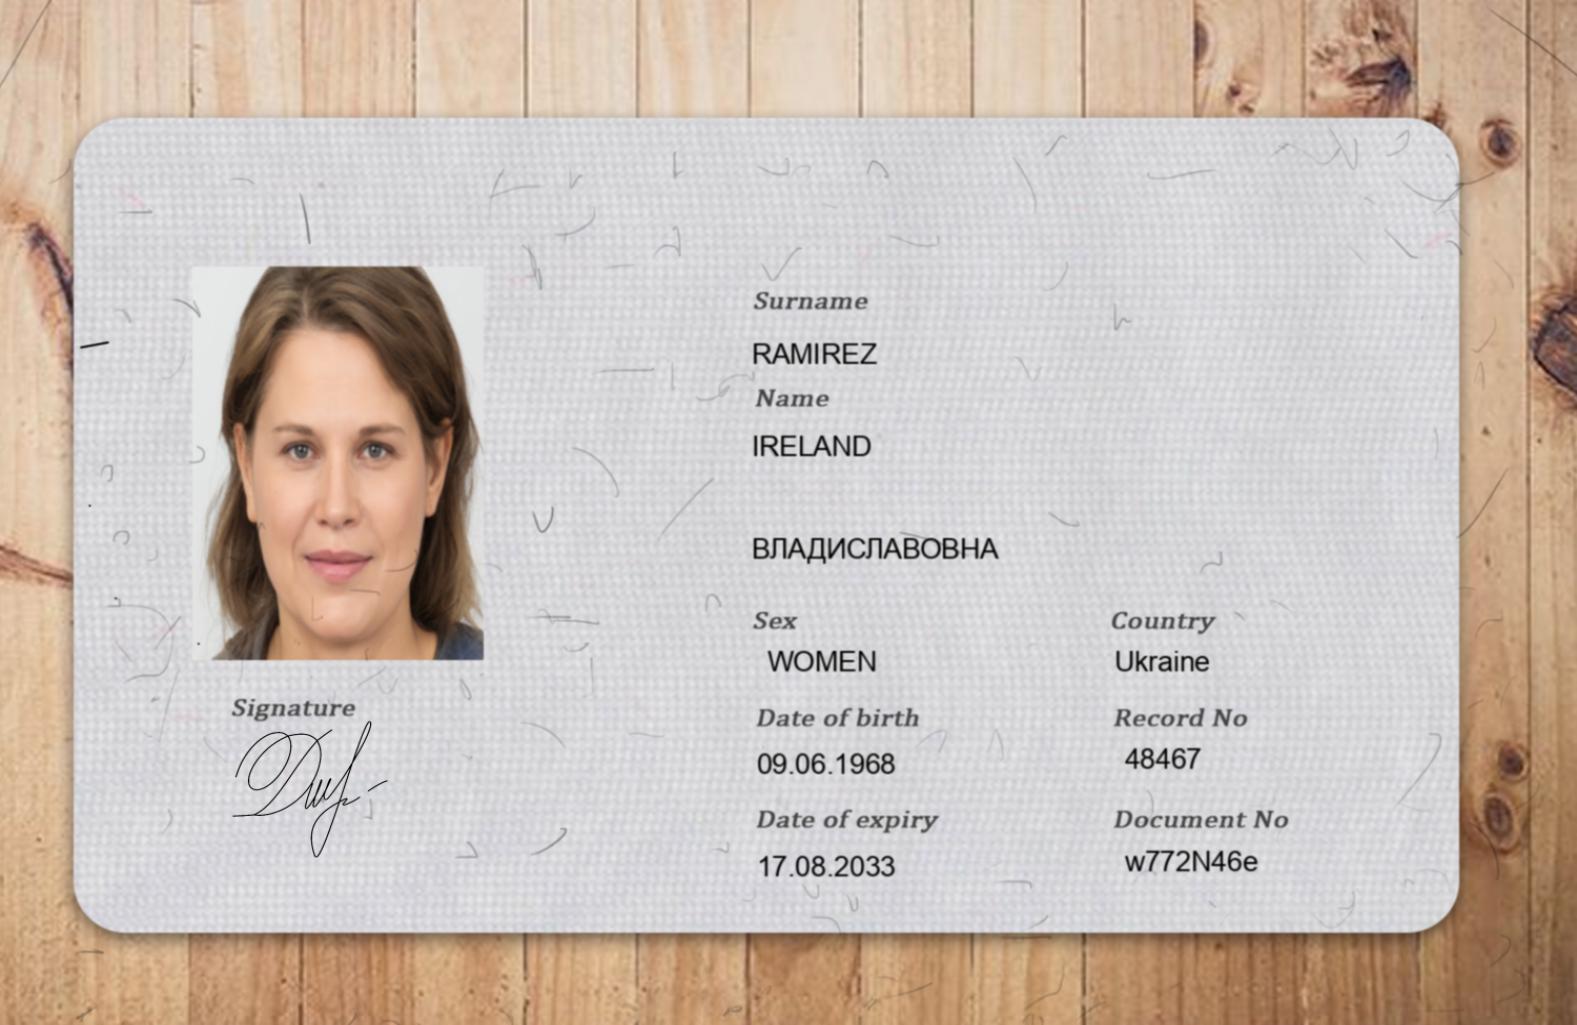 Surname
RAMIREZ
Name
IRELAND
ВЛАДИСЛАВОВНА
Sex
WOMEN
Country
Ukraine
Signature
Date of birth
09.06.1968
Record No
48467
Date of expiry
17.08.2033
Document No
w772N46e